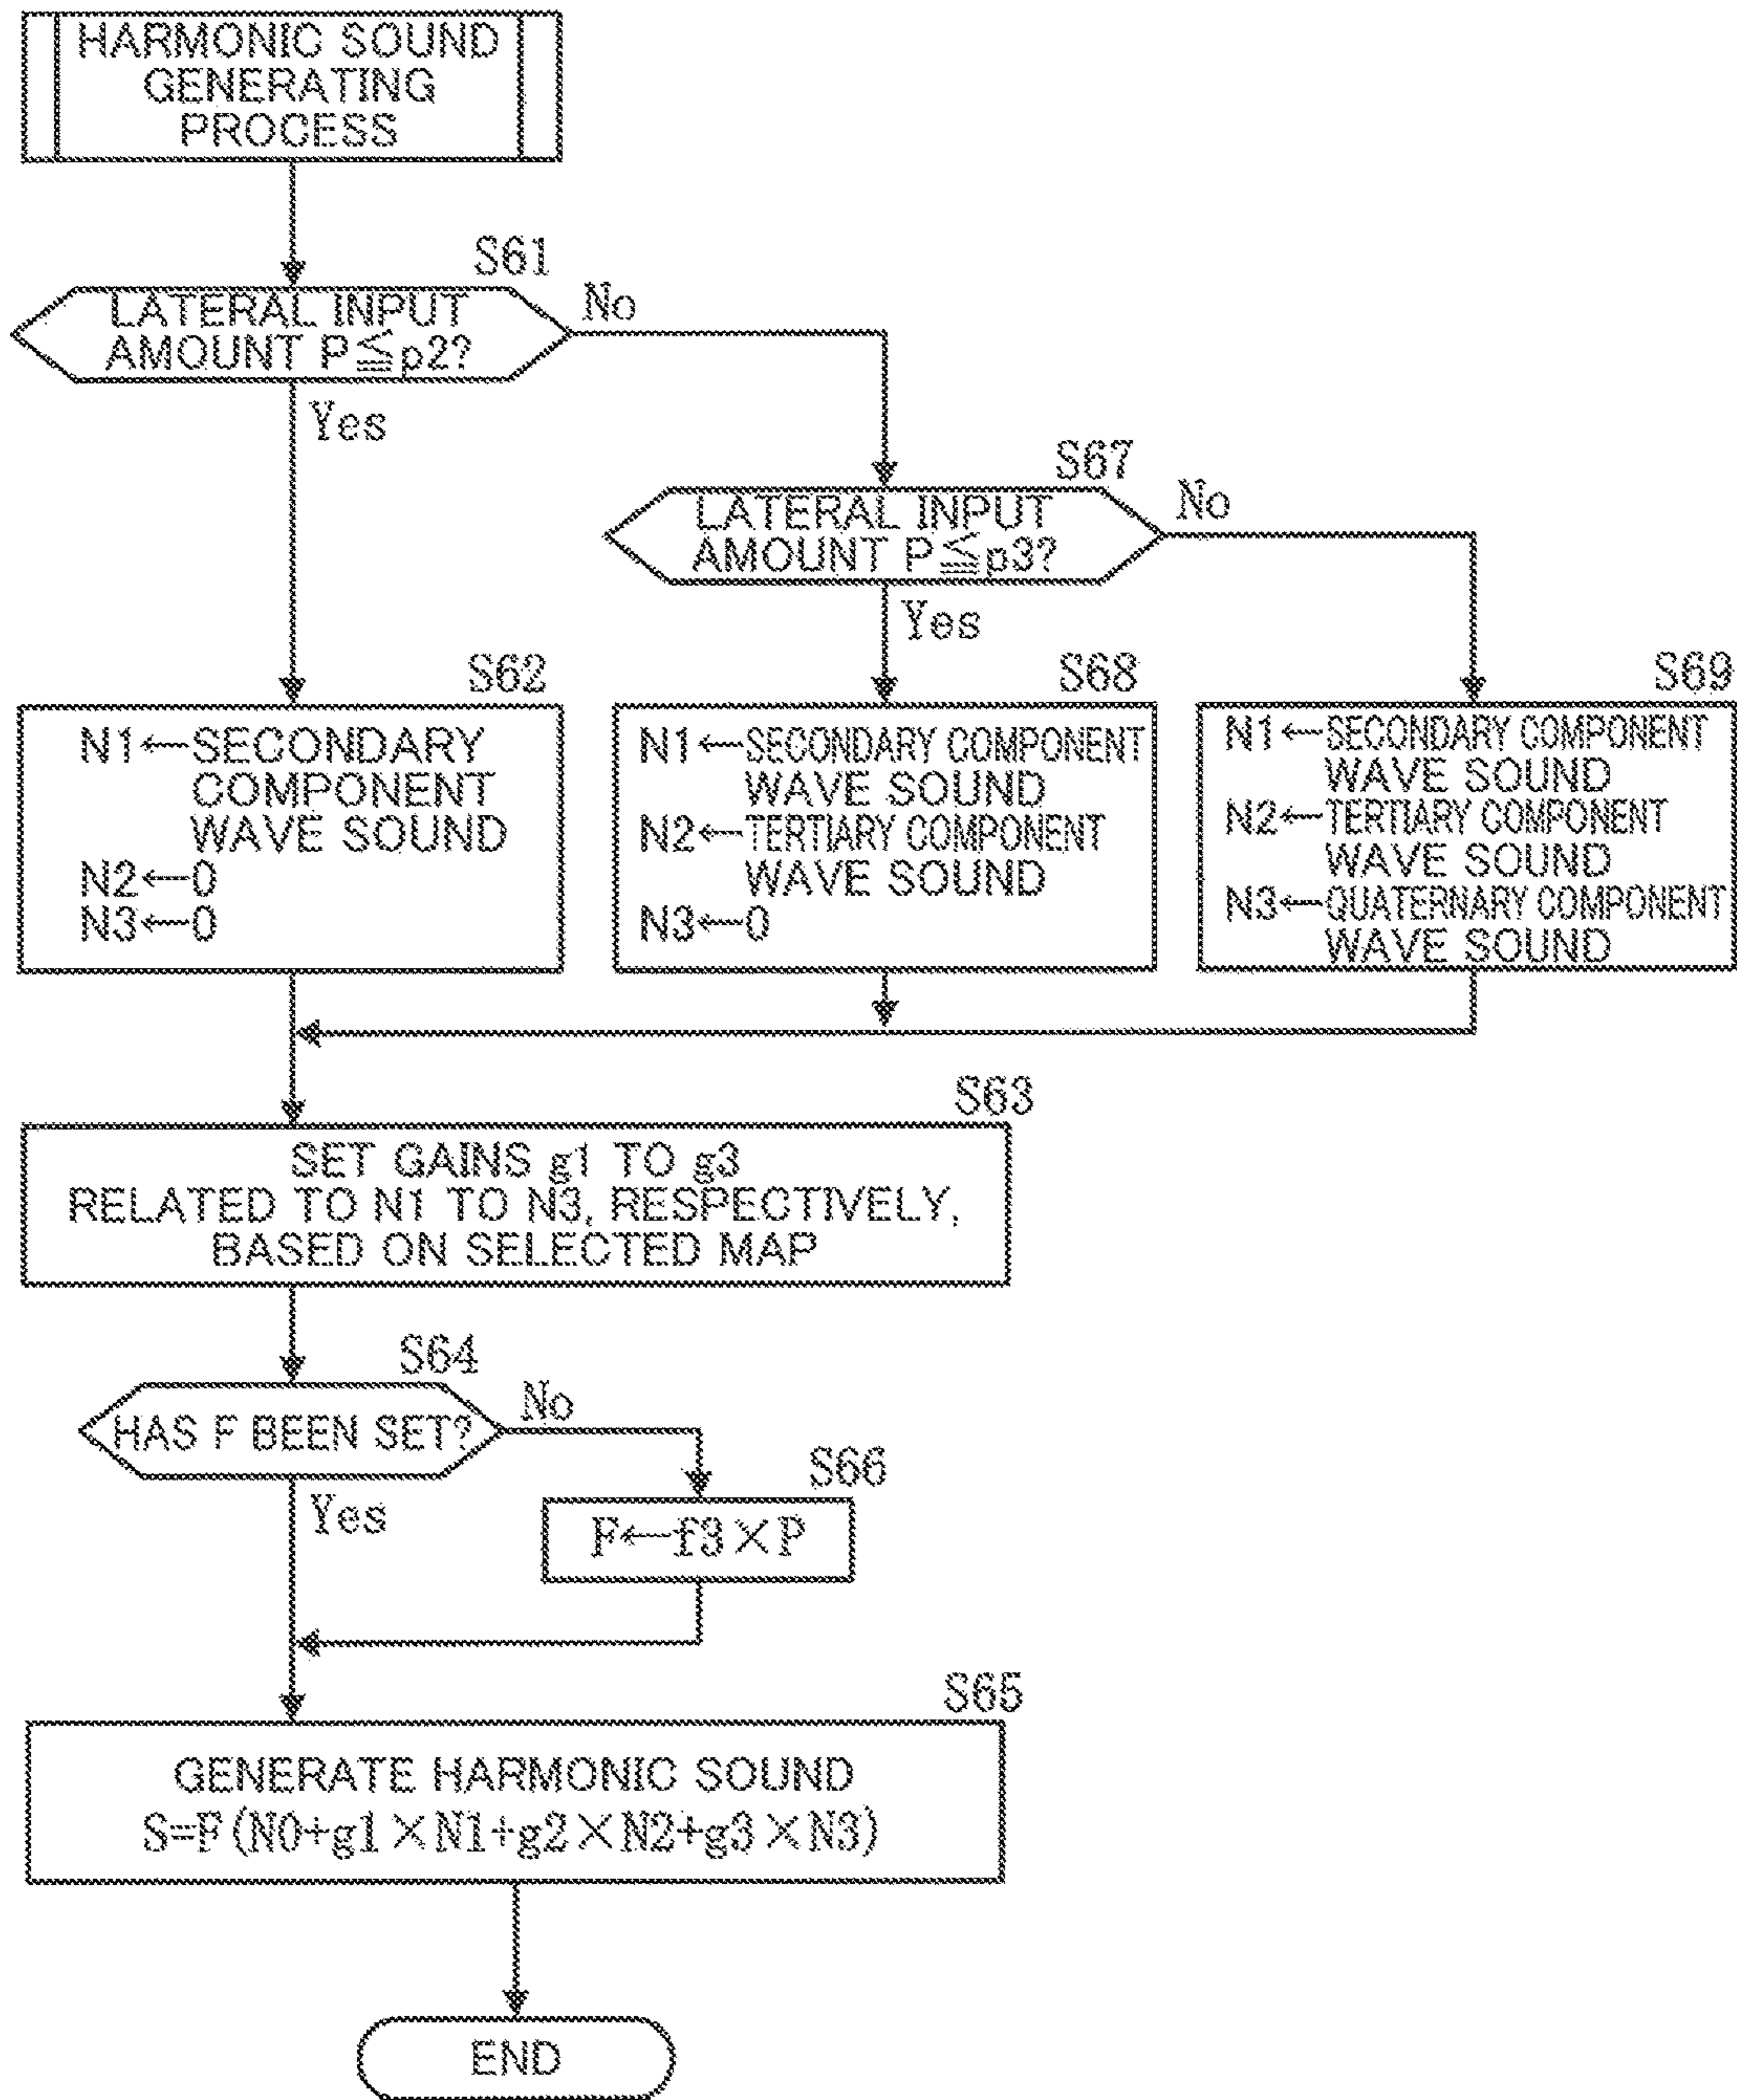 HARMONIC SOUND
GENERATING
PROCESS
S61
LATERAL INPUT
AMOUNT P≦p2?
No
Yes
S67
LATERAL INPUT
AMOUNT P≦p3?
No
Yes
S62
N1←SECONDARY
COMPONENT
WAVE SOUND
N2←0
N3←0
S68
N1←SECONDARY COMPONENT
WAVE SOUND
N2←TERTIARY COMPONENT
WAVE SOUND
N3←0
S69
N1←SECONDARY COMPONENT
WAVE SOUND
N2←TERTIARY COMPONENT
WAVE SOUND
N3←QUATERNARY COMPONENT
WAVE SOUND
S63
SET GAINS g1 TO g3
RELATED TO N1 TO N3, RESPECTIVELY,
BASED ON SELECTED MAP
S64
HAS F BEEN SET?
No
Yes
S66
F←f3×P
S65
GENERATE HARMONIC SOUND
S=F(N0+g1×N1+g2×N2+g3×N3)
END